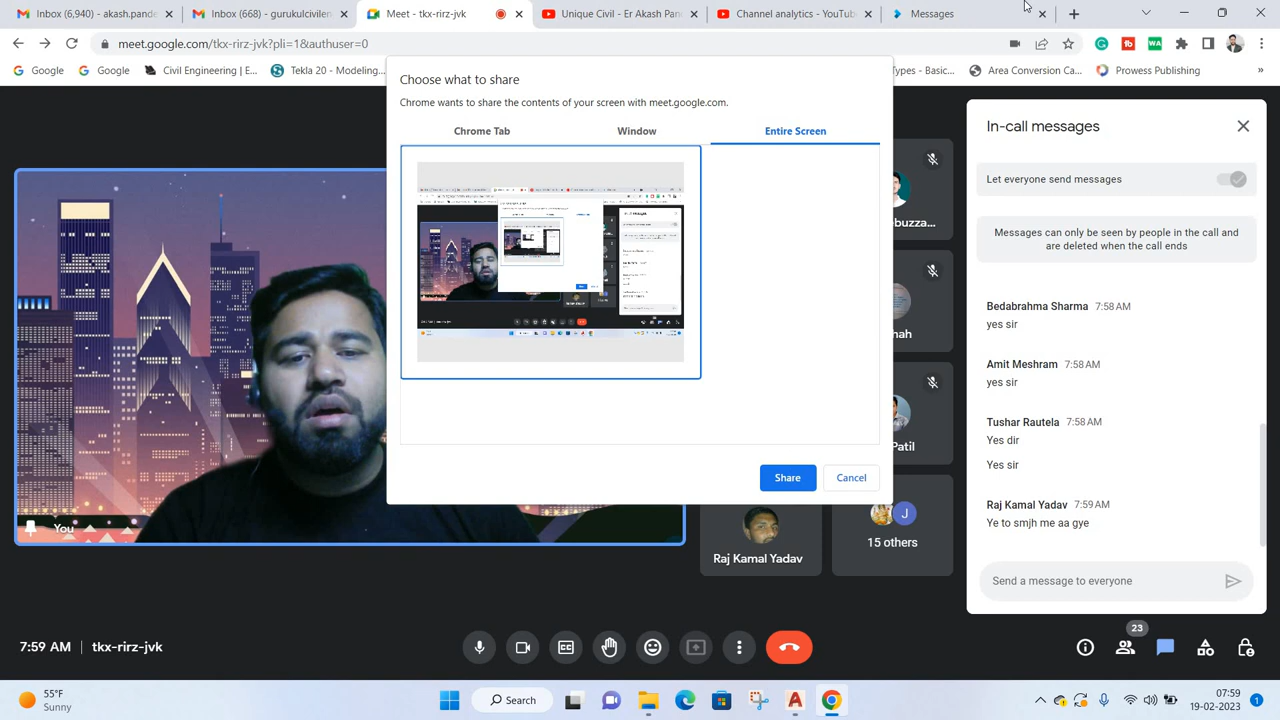 Inbox (6,940) - akash.pande
Inbox (668) - gurukulcivilen
Meet - tkx-rirz-jvk
Unique Civil - Er Akash Pan
Channel analytics - YouTub
Messages
meet.google.com/tkx-rirz-jvk?pli=1&authuser=0
Google
Google
Civil Engineering | E...
Tekla 20 - Modeling...
Types - Basic...
Area Conversion Ca...
Prowess Publishing
»
Choose what to share
Chrome wants to share the contents of your screen with meet.google.com.
Chrome Tab
Window
Entire Screen
Share
Cancel
In-call messages
Let everyone send messages
Messages can only be seen by people in the call and
are deleted when the call ends
Bedabrahma Sharma 7:58 AM
yes sir
Amit Meshram 7:58 AM
yes sir
Tushar Rautela 7:58 AM
Yes dir
Yes sir
Raj Kamal Yadav 7:59 AM
Ye to smjh me aa gye
Send a message to everyone
buzza...
hah
Patil
You
Raj Kamal Yadav
J
15 others
7:59 AM | tkx-rirz-jvk
23
55°F
Sunny
Search
07:59
19-02-2023
1